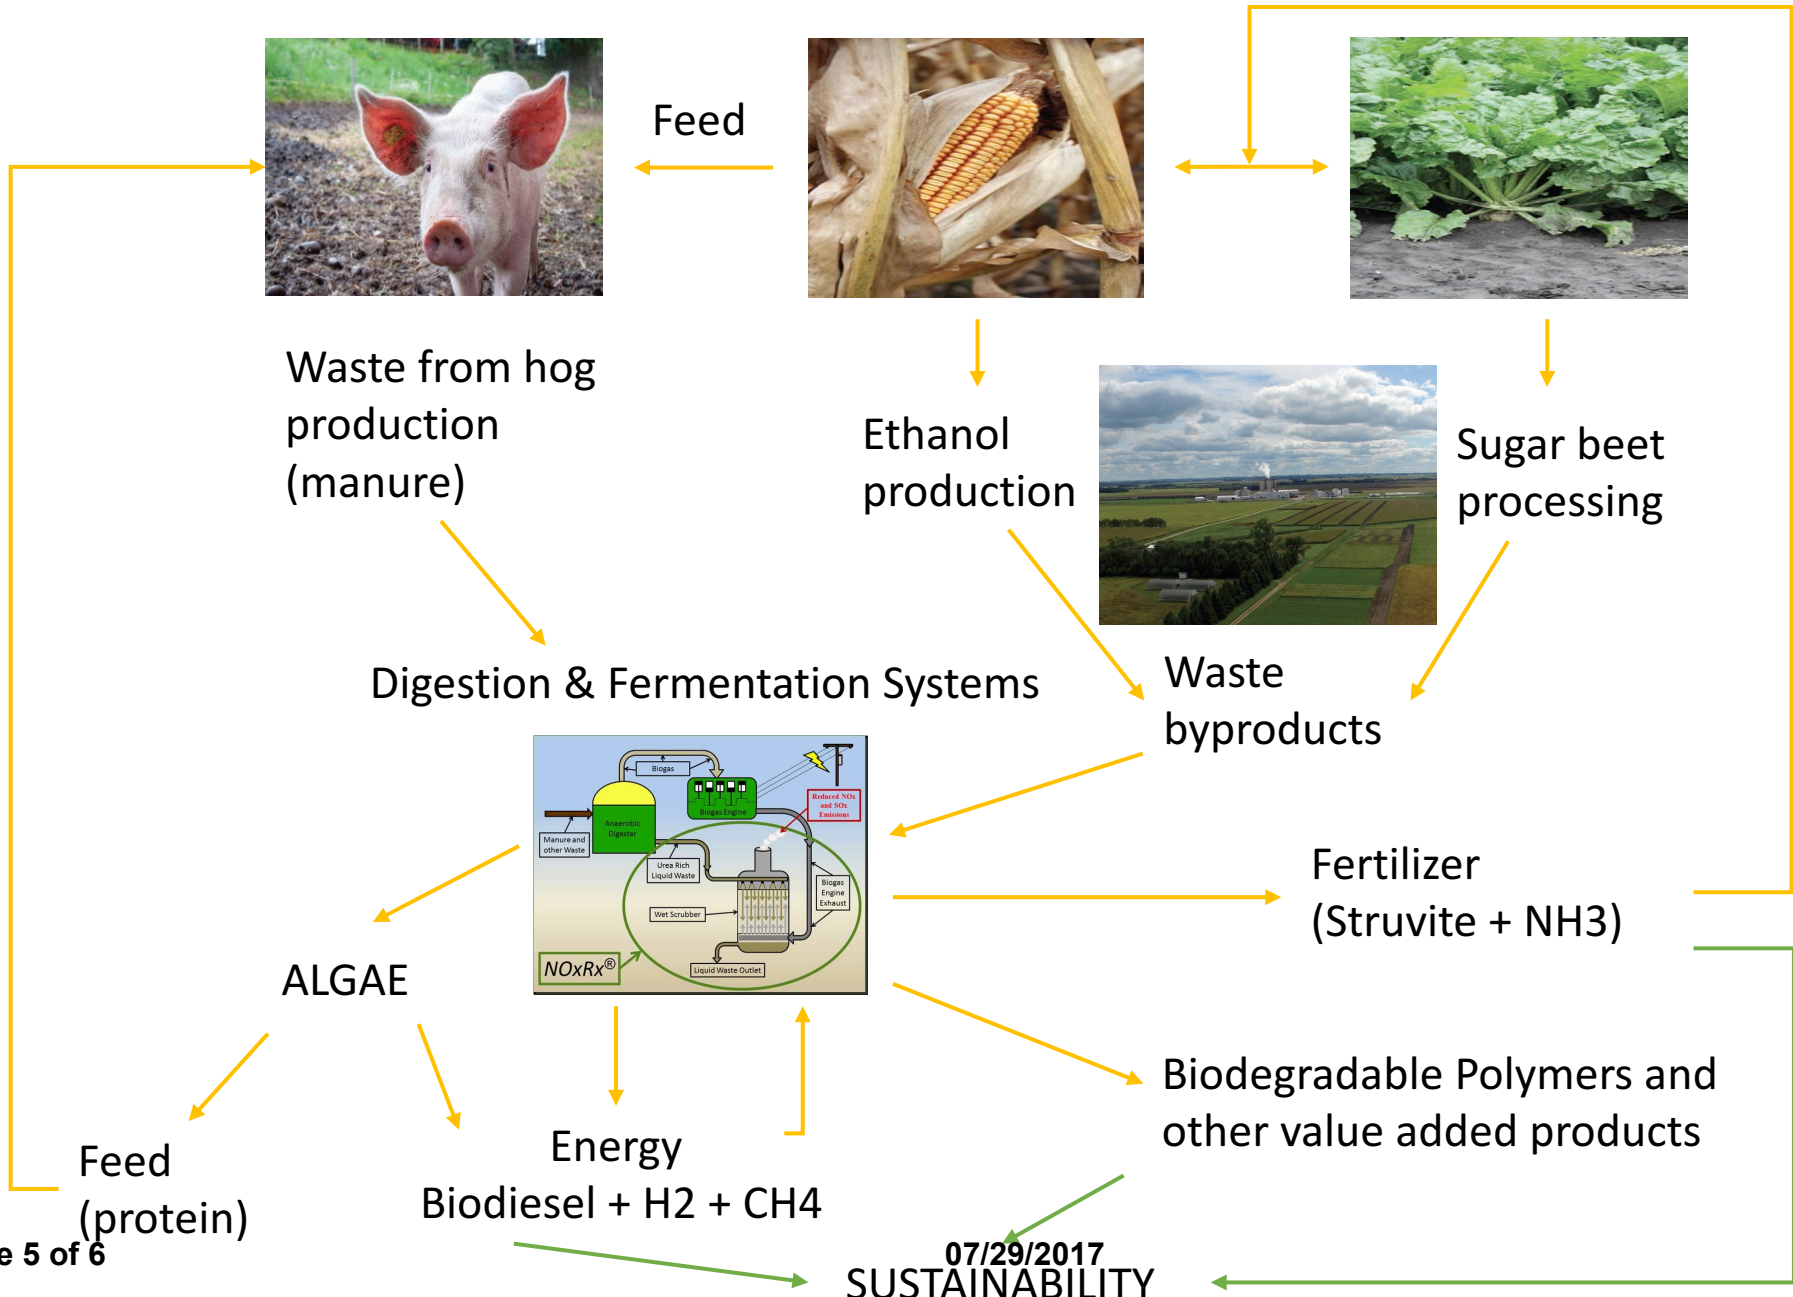 Feed
Waste from hog
production
(manure)
Ethanol
production
Sugar beet
processing
Digestion & Fermentation Systems
Waste
byproducts
Biogas
Biogas Engine
Reduced NOx
and SOx
Emissions
Anaerobic
Digester
Manure and
other Waste
Urea Rich
Liquid Waste
Biogas
Engine
Exhaust
Wet Scrubber
NOxRx®
Liquid Waste Outlet
Fertilizer
(Struvite + NH3)
ALGAE
Biodegradable Polymers and
other value added products
Energy
Biodiesel + H2 + CH4
Feed
(protein)
e 5 of 6
07/29/2017
SUSTAINABILITY